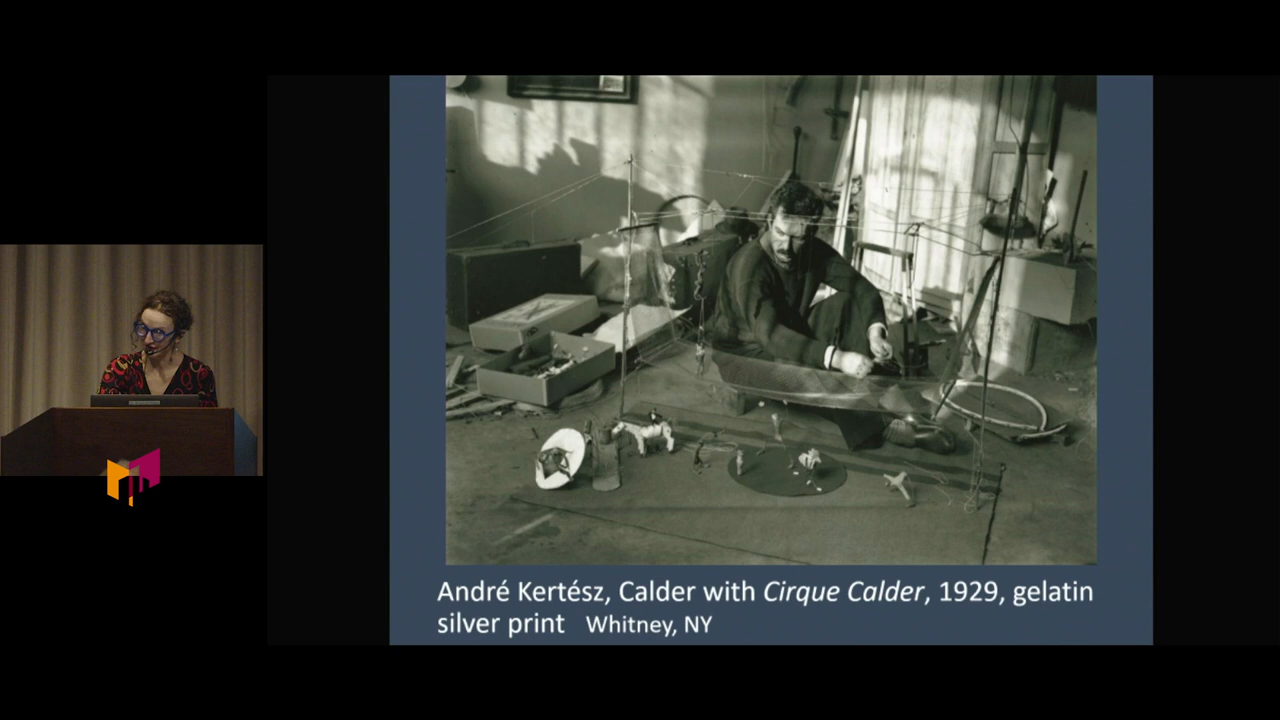 André Kertész, Calder with Cirque Calder, 1929, gelatin
silver print Whitney, NY